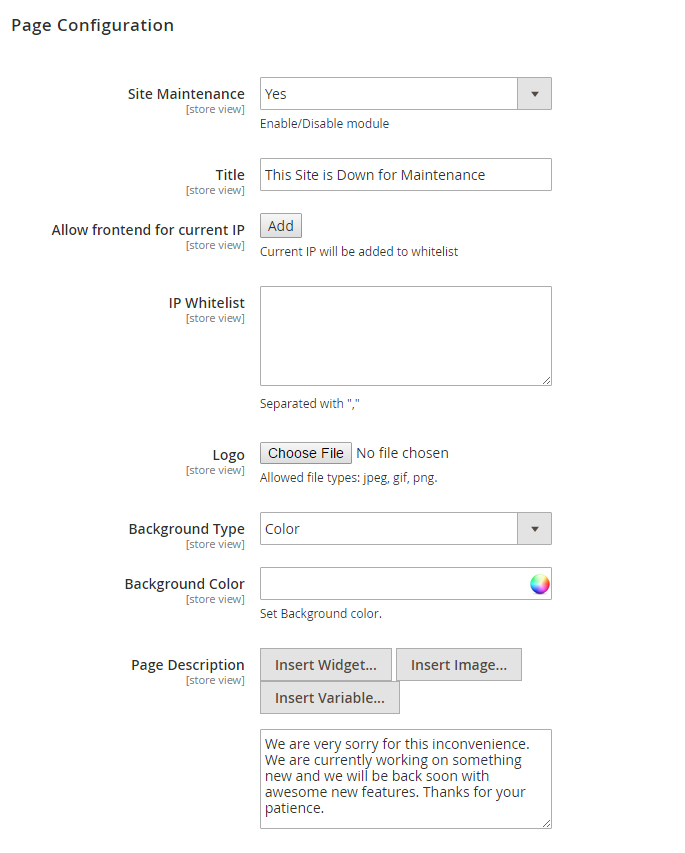 Page Configuration
Site Maintenance
[store view]
Yes
Enable/Disable module
Title
[store view]
This Site is Down for Maintenance
Allow frontend for current IP
[store view]
Add
Current IP will be added to whitelist
IP Whitelist
[store view]
Separated with ","
Logo
[store view]
Choose File No file chosen
Allowed file types: jpeg, gif, png.
Background Type
[store view]
Color
Background Color
[store view]
Set Background color.
Page Description
[store view]
Insert Widget... Insert Image...
Insert Variable...
We are very sorry for this inconvenience.
We are currently working on something
new and we will be back soon with
awesome new features. Thanks for your
patience.